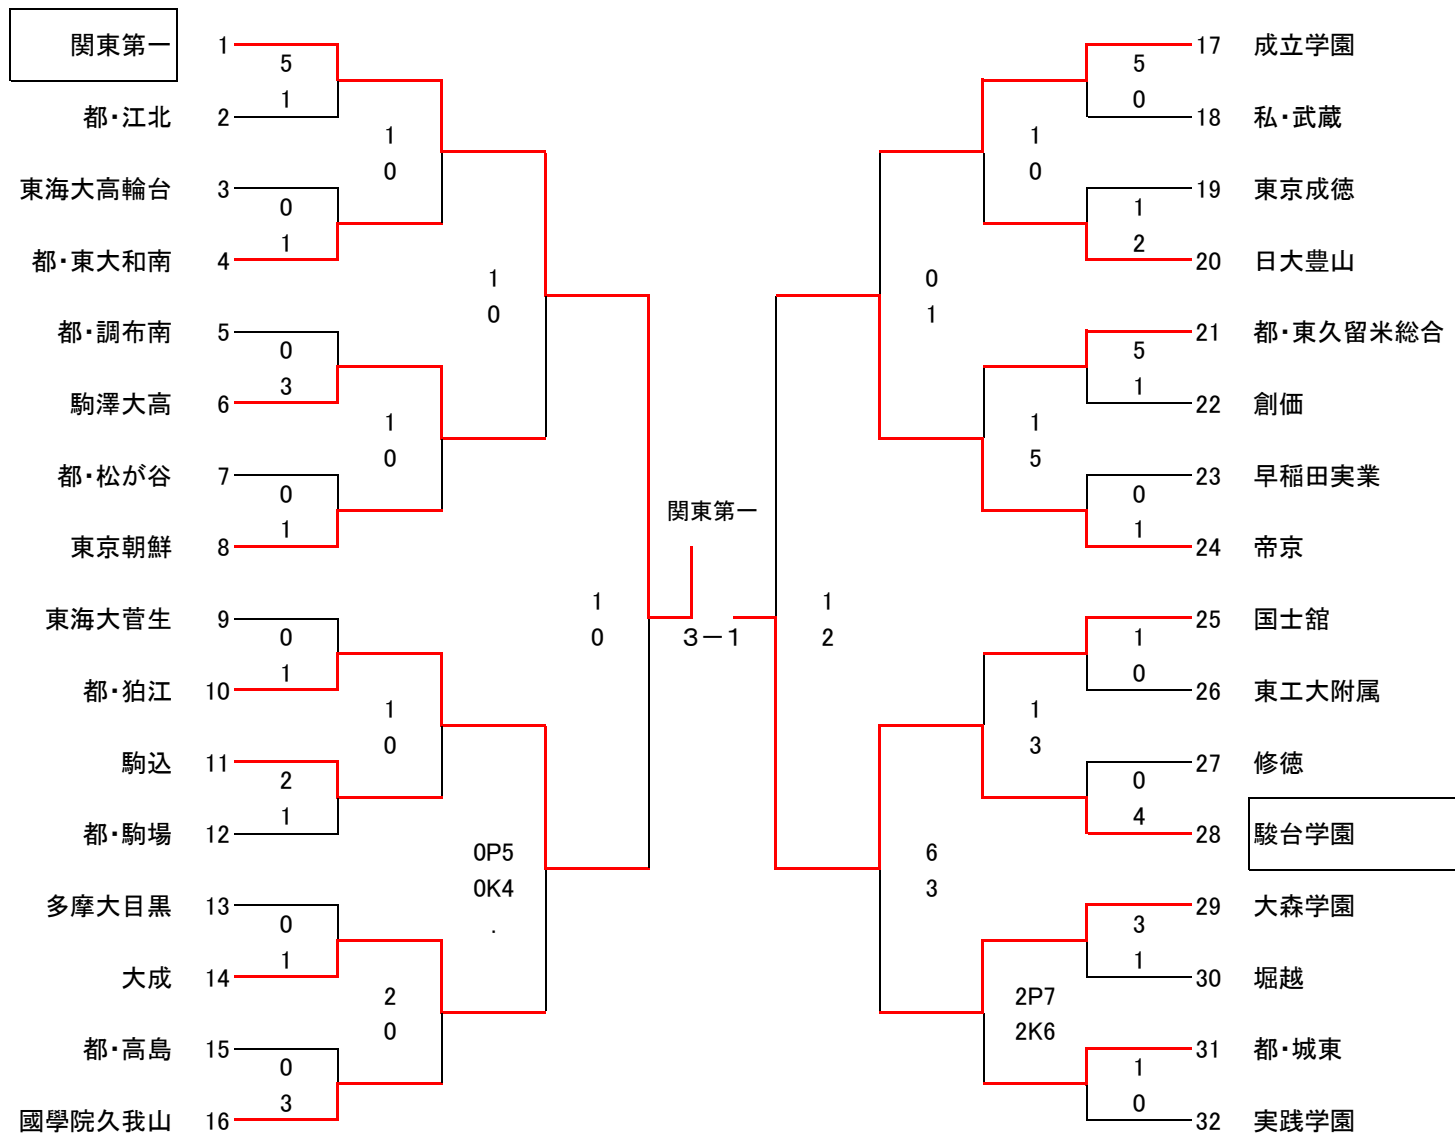 関東第一 1
5
1
都・江北 2
1
0
東海大高輪台 3
0
1
都・東大和南 4
1
0
都・調布南 5
0
3
駒澤大高 6
1
0
都・松が谷 7
0
1
東京朝鮮 8
1
0
東海大菅生 9
0
1
都・狛江 10
1
0
駒込 11
2
1
都・駒場 12
0P5
0K4
.
多摩大目黒 13
0
1
大成 14
2
0
都・高島 15
0
3
國學院久我山 16
関東第一
3－1
17 成立学園
5
0
18 私・武蔵
1
0
19 東京成徳
1
2
20 日大豊山
0
1
21 都・東久留米総合
5
1
22 創価
1
5
23 早稲田実業
0
1
24 帝京
1
2
25 国士舘
1
0
26 東工大附属
1
3
27 修徳
0
4
28 駿台学園
6
3
29 大森学園
3
1
30 堀越
2P7
2K6
31 都・城東
1
0
32 実践学園